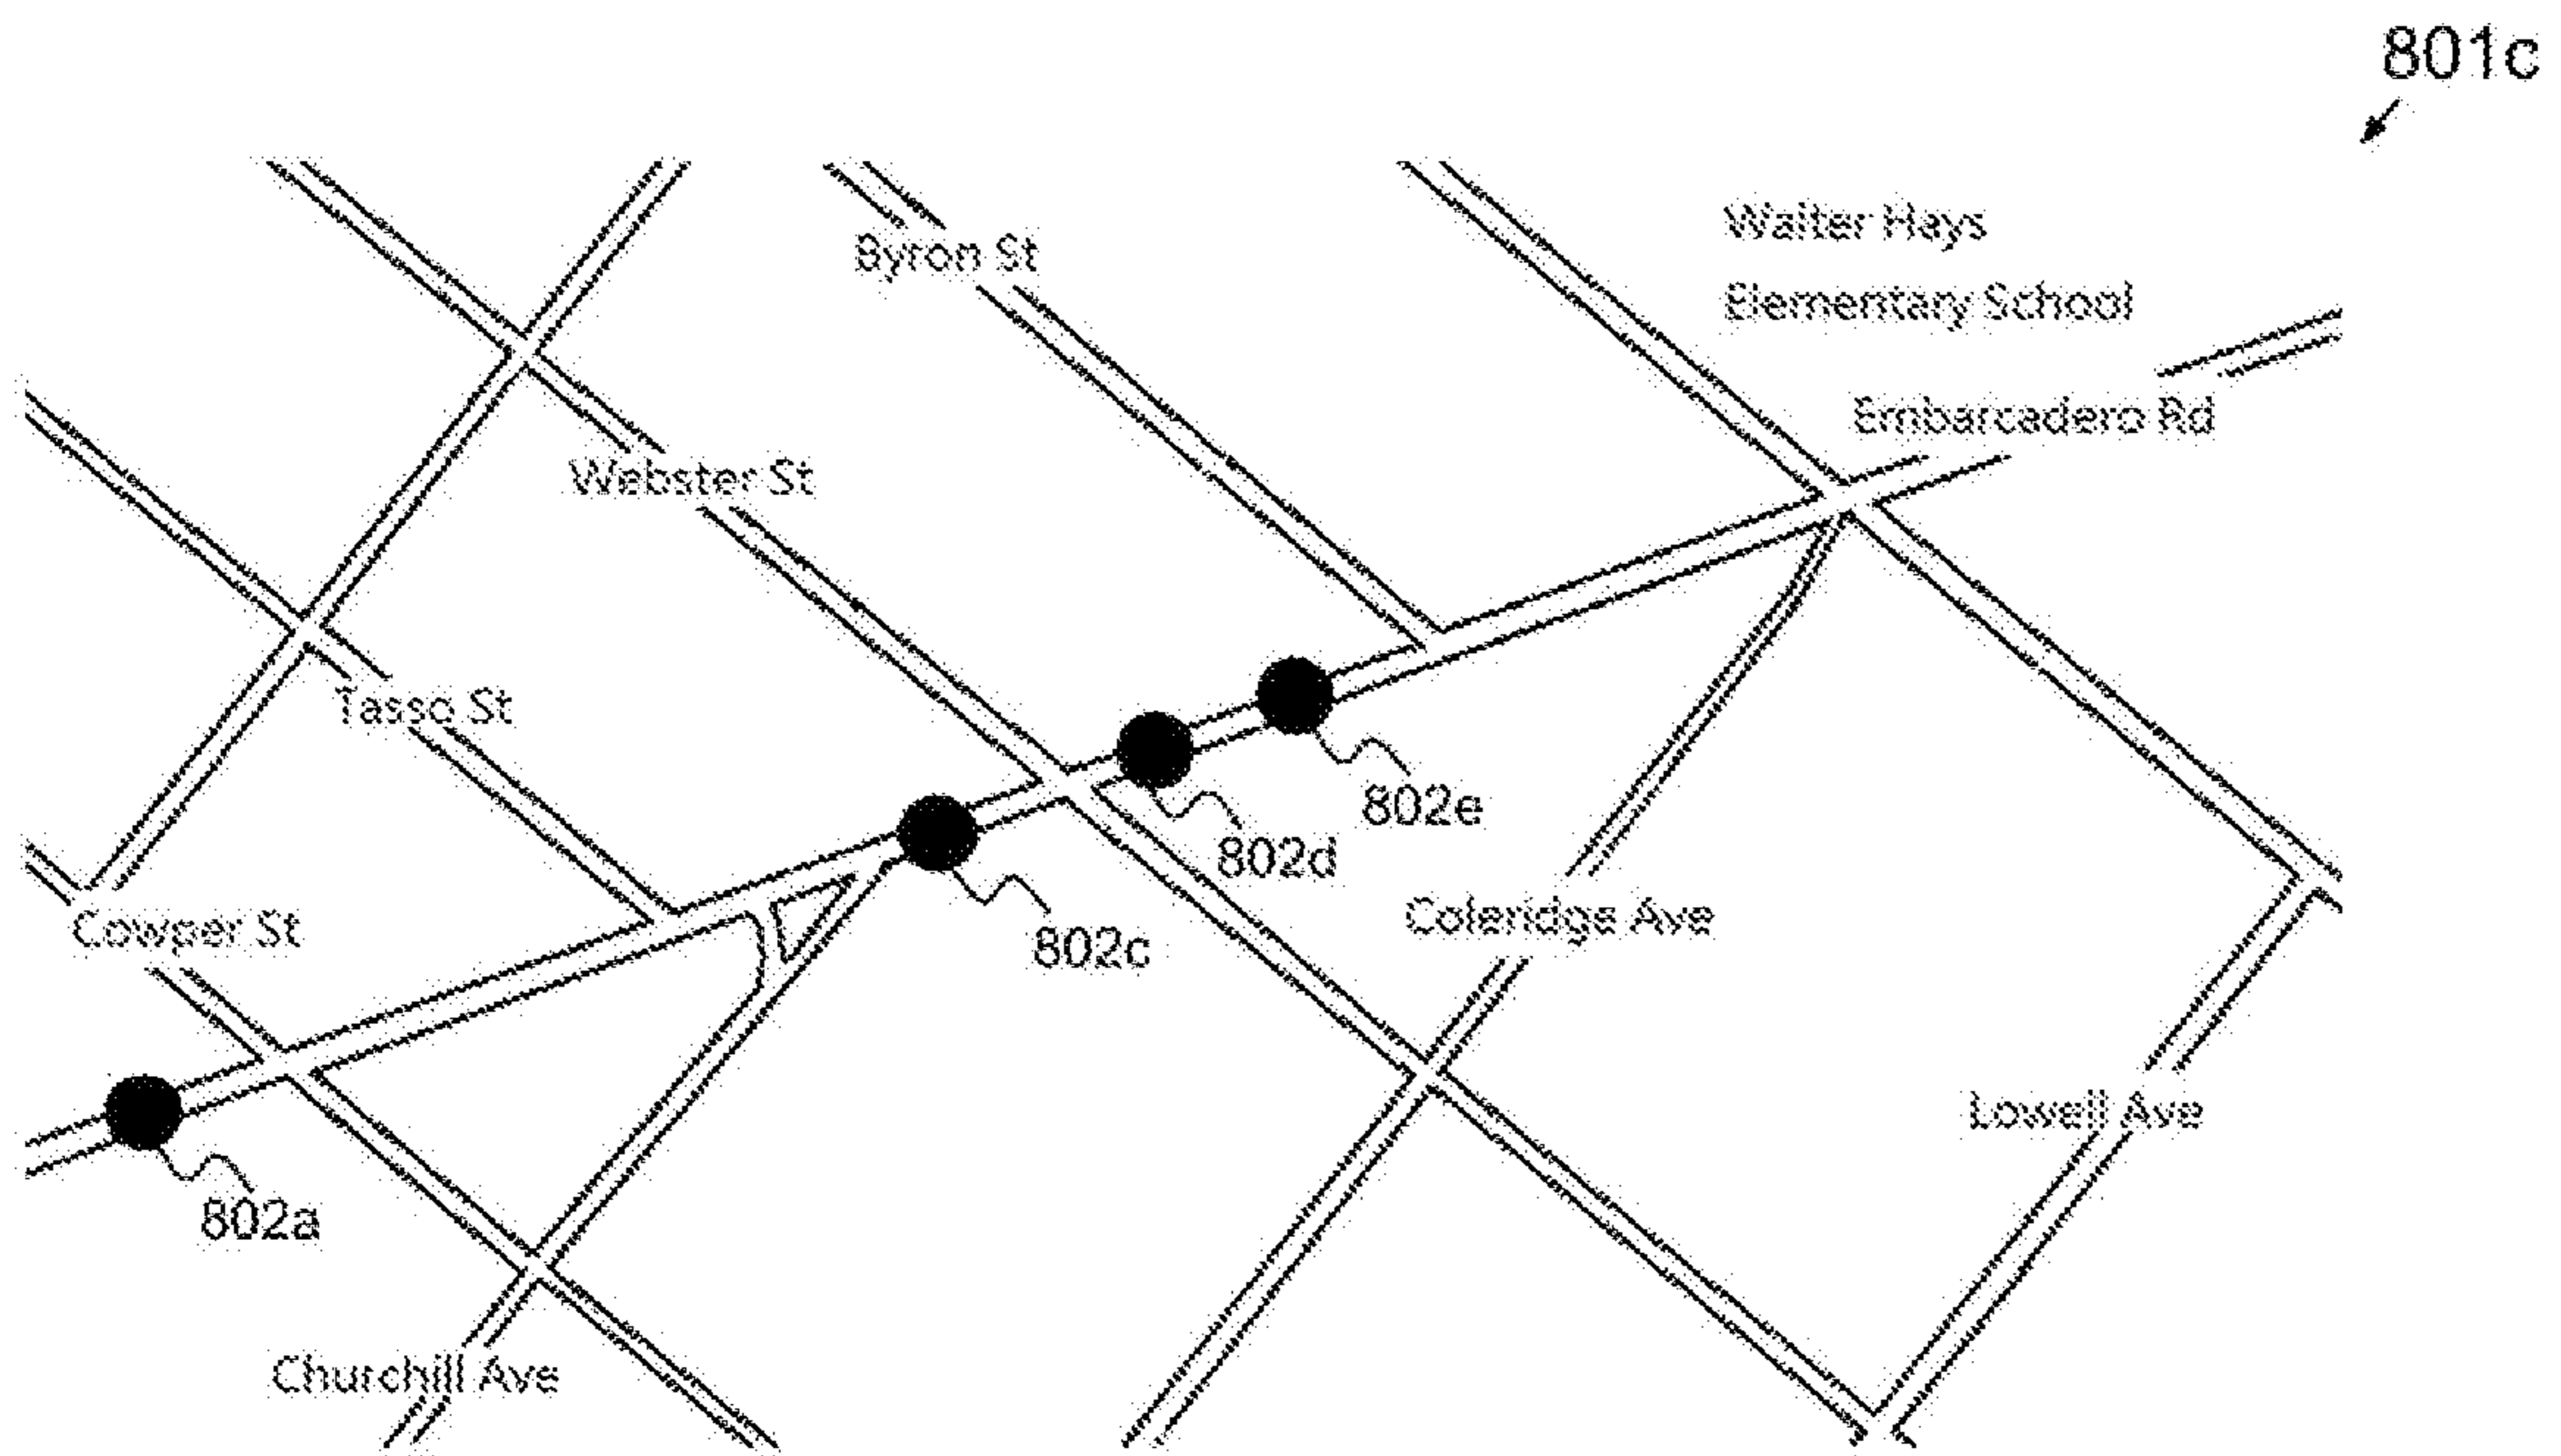 801c
Walter Hays
Elementary School
Byron St
Embarcadero Rd
Webster St
Tasso St
802e
802d
Coleridge Ave
Cowper St
802c
Lowell Ave
802a
Churchill Ave